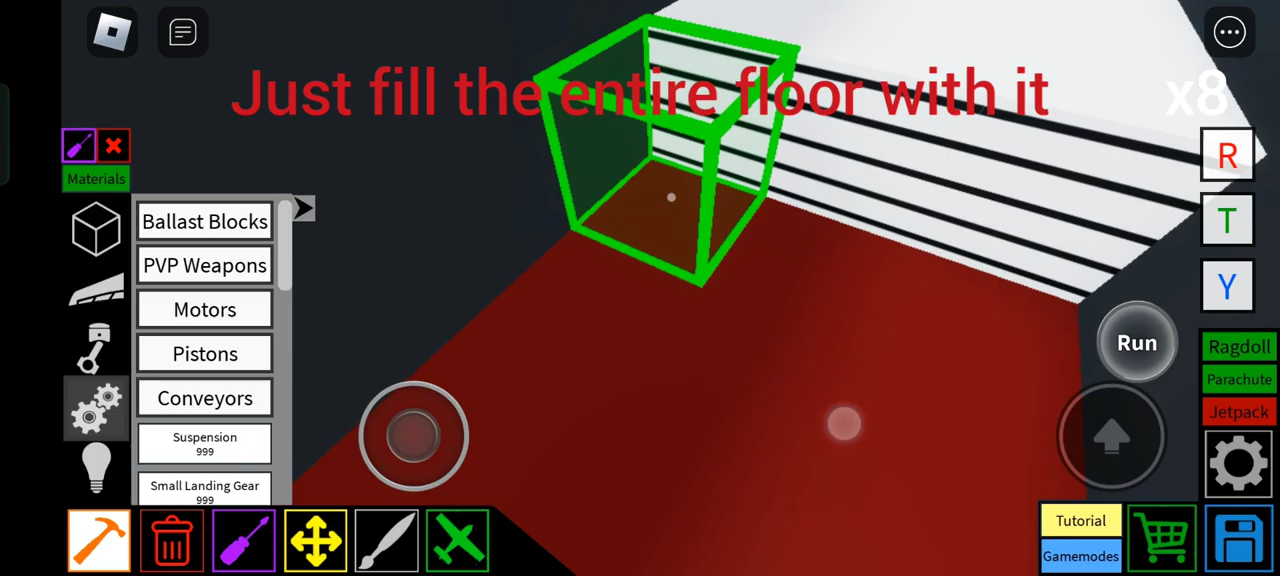 Just fill the entire floor with it
x8
Materials
Ballast Blocks
PVP Weapons
Motors
Pistons
Conveyors
Suspension
999
Small Landing Gear
999
R
T
Y
Run
Ragdoll
Parachute
Jetpack
Tutorial
Gamemodes